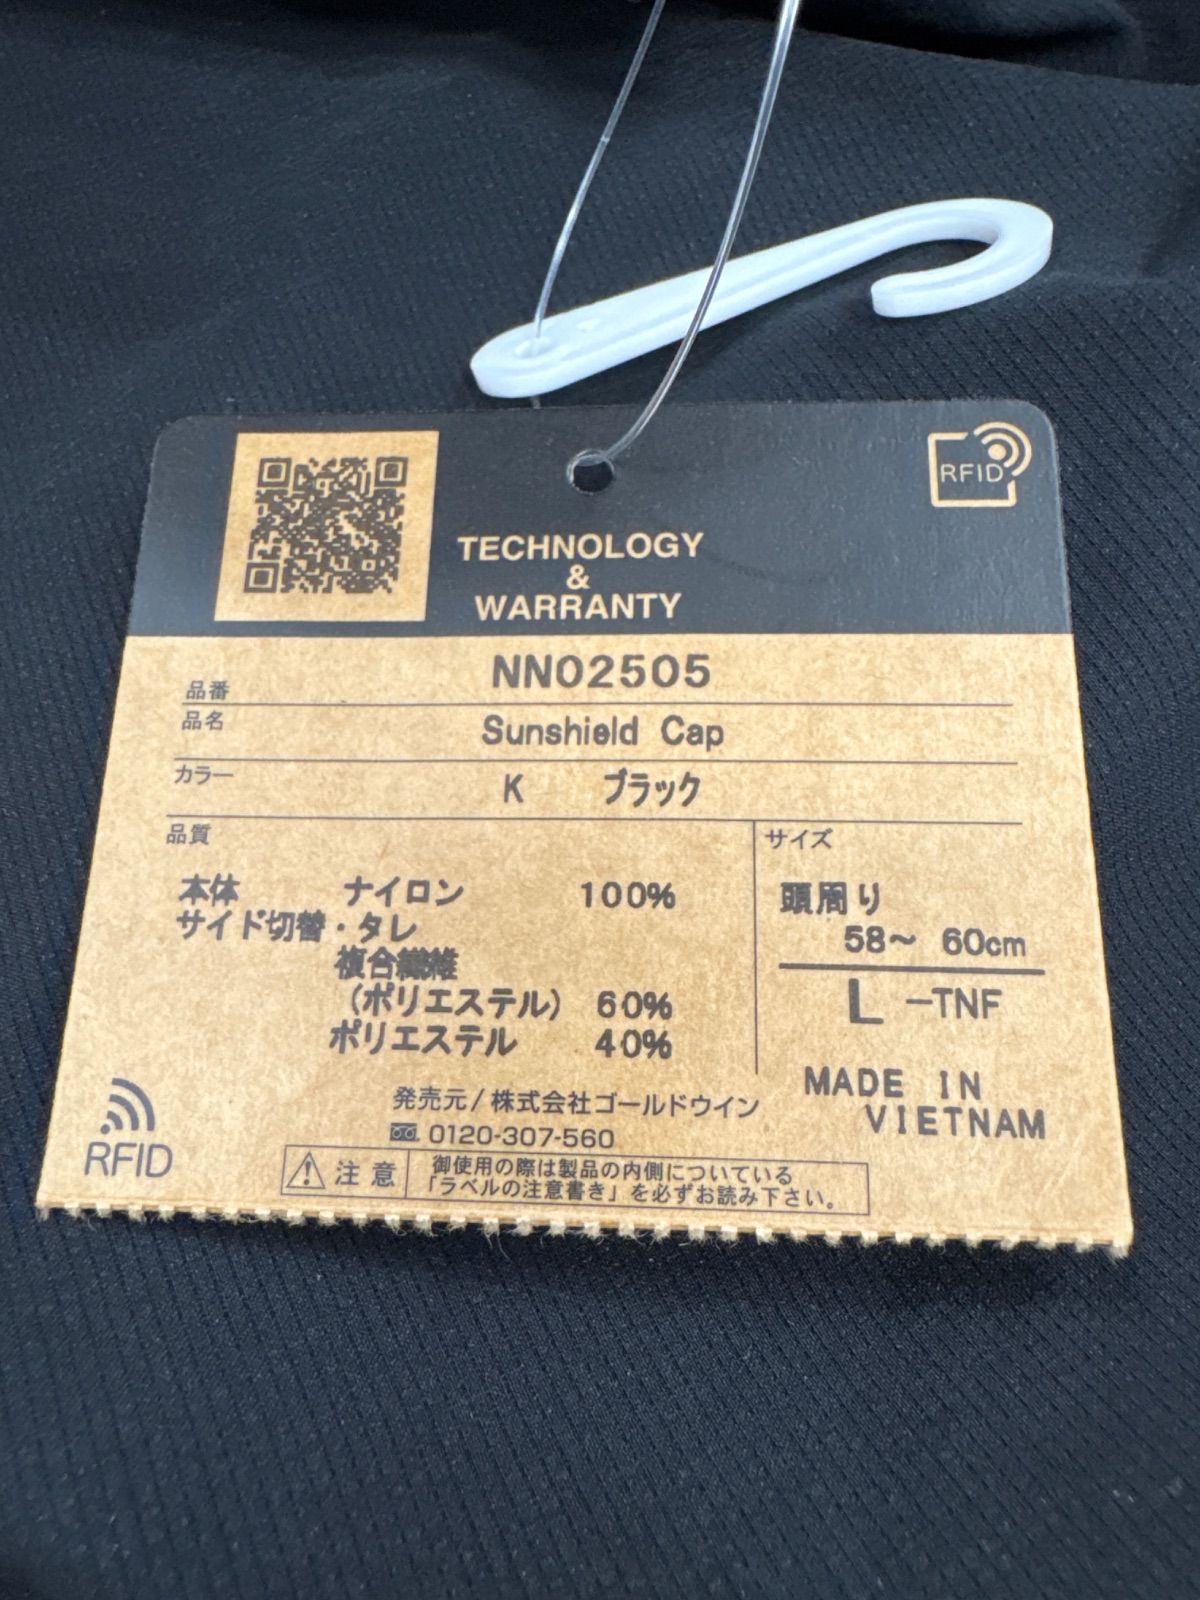 RFID
TECHNOLOGY
&
WARRANTY
品番 NN02505
品名 Sunshield Cap
カラー K ブラック
品質
本体 ナイロン 100%
サイド切替・タレ
複合繊維
(ポリエステル) 60%
ポリエステル 40%
サイズ
頭周り
58~ 60cm
L -TNF
MADE IN
VIETNAM
発売元/株式会社ゴールドウイン
0120-307-560
RFID
注意
御使用の際は製品の内側についている
「ラベルの注意書き」を必ずお読み下さい。